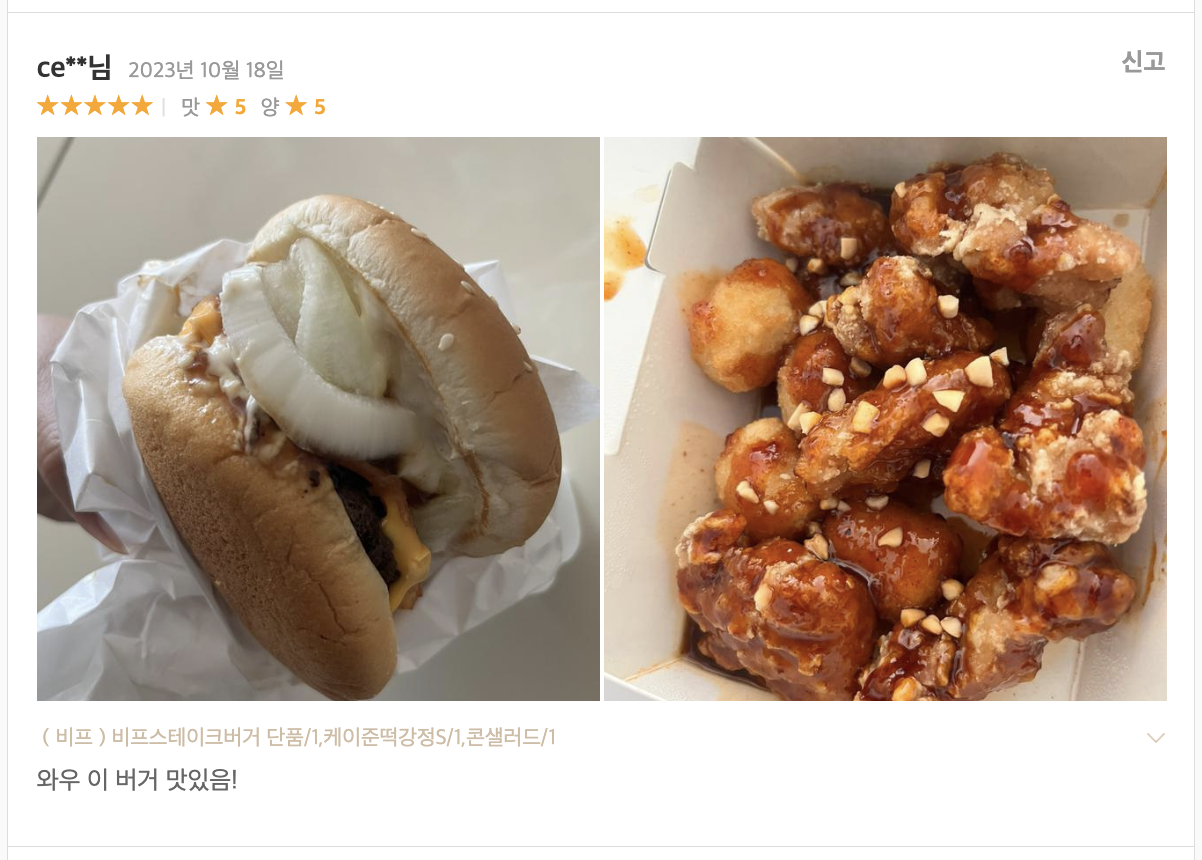 ce**님 2023년 10월 18일 신고
★★★★★ | 맛 ★ 5 양 ★ 5
( 비프 ) 비프스테이크버거 단품/1,케이준떡강정S/1,콘샐러드/1
와우 이 버거 맛있음!